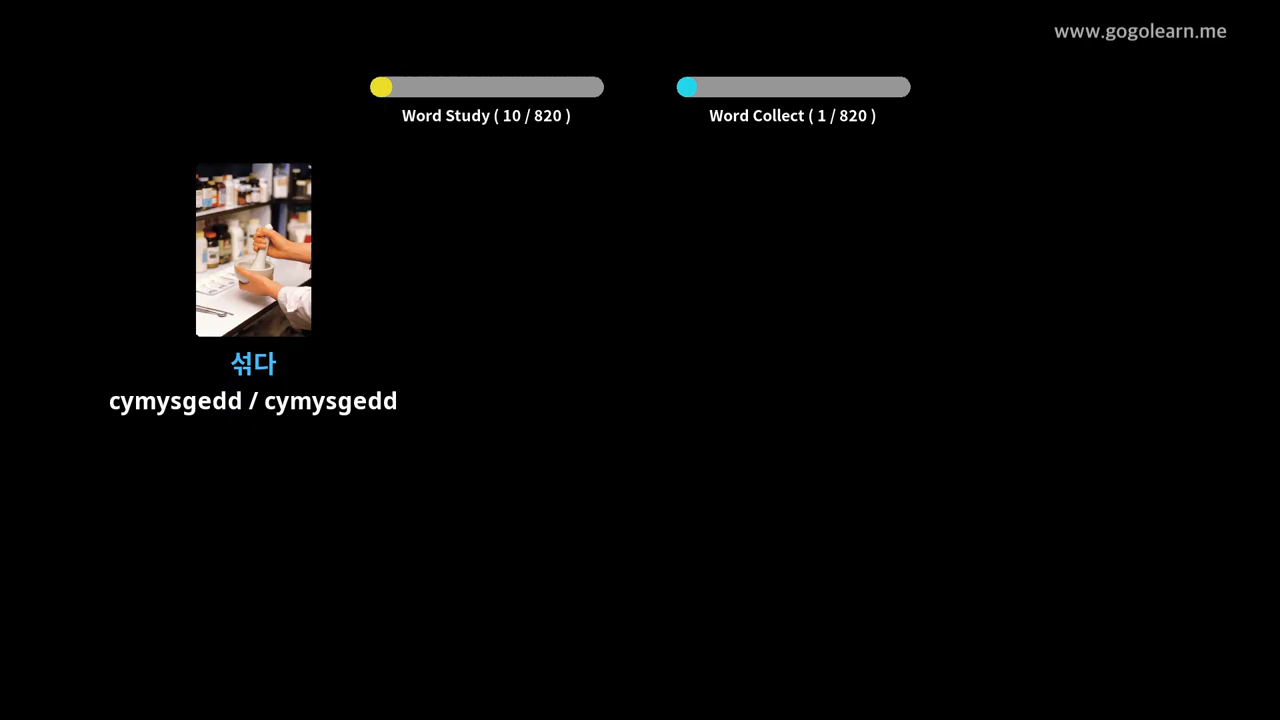 www.gogolearn.me
Word Study ( 10 / 820 )
Word Collect ( 1 / 820 )
섞다
cymysgedd / cymysgedd